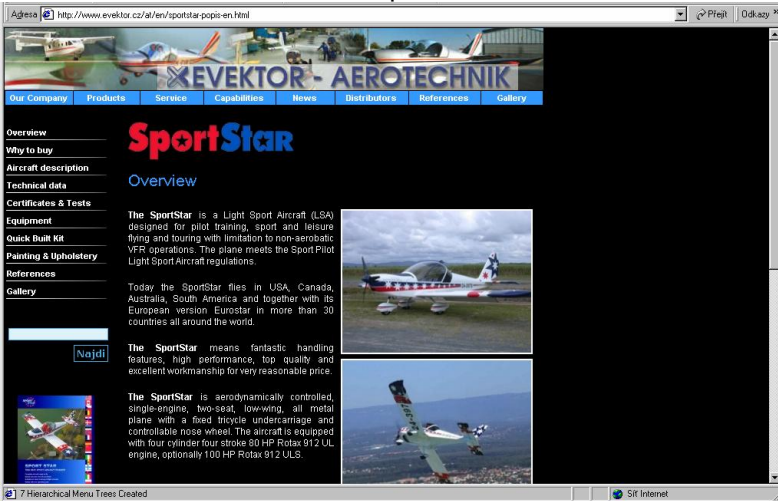 Adresa http://www.evektor.cz/at/en/sportstar-popis-en.html Přejít Odkazy »
EVEKTOR - AEROTECHNIK
Our Company Products Service Capabilities News Distributors References Gallery
Overview
Why to buy
Aircraft description
Technical data
Certificates & Tests
Equipment
Quick Built Kit
Painting & Upholstery
References
Gallery
Najdi
SPORT STAR
SportStar
Overview
The SportStar is a Light Sport Aircraft (LSA)
designed for pilot training, sport and leisure
flying and touring with limitation to non-aerobatic
VFR operations. The plane meets the Sport Pilot
Light Sport Aircraft regulations.
Today the SportStar flies in USA, Canada,
Australia, South America and together with its
European version Eurostar in more than 30
countries all around the world.
The SportStar means fantastic handling
features, high performance, top quality and
excellent workmanship for very reasonable price.
The SportStar is aerodynamically controlled,
single-engine, two-seat, low-wing, all metal
plane with a fixed tricycle undercarriage and
controllable nose wheel. The aircraft is equipped
with four cylinder four stroke 80 HP Rotax 912 UL
engine, optionally 100 HP Rotax 912 ULS.
7 Hierarchical Menu Trees Created Síť Internet